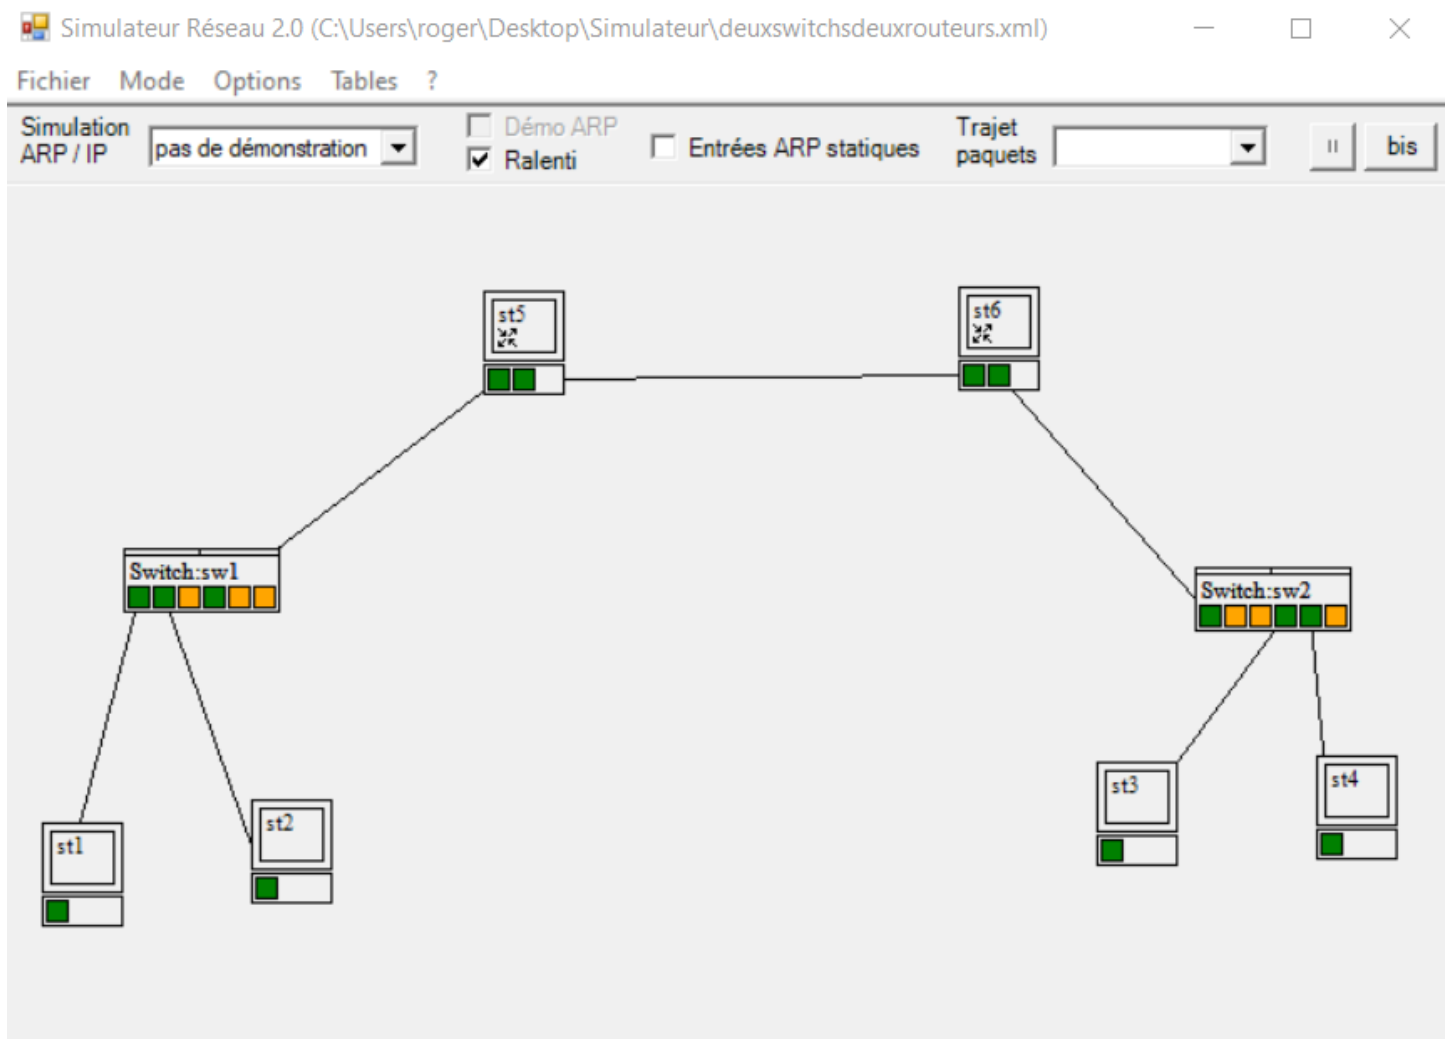 Simulateur Réseau 2.0 (C:\Users\roger\Desktop\Simulateur\deuxswitchsdeuxrouteurs.xml)
Fichier Mode Options Tables ?
Simulation
ARP / IP
pas de démonstration
Démo ARP
Ralenti
Entrées ARP statiques
Trajet
paquets
II
bis
st5
st6
Switch:sw1
Switch:sw2
st1
st2
st3
st4